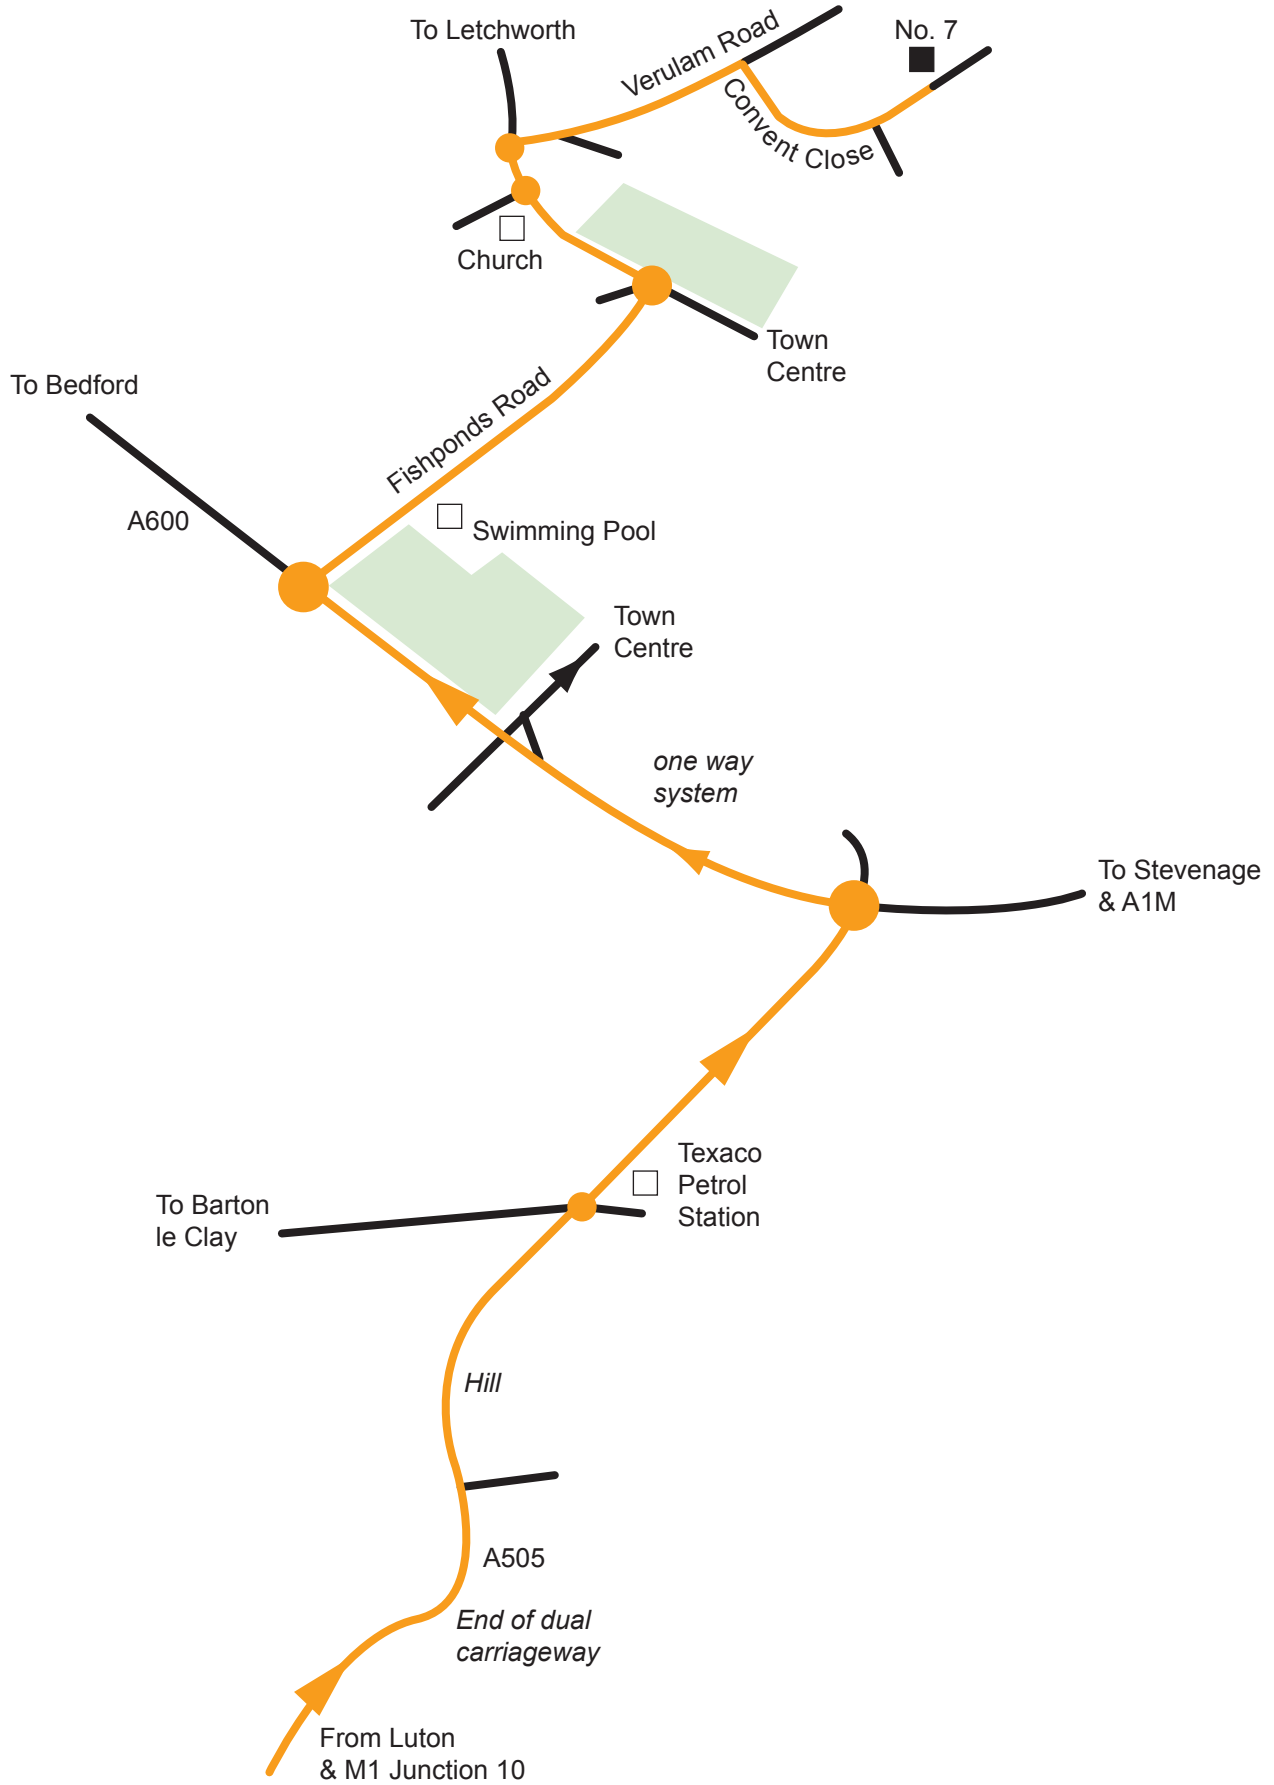 To Letchworth
Verulam Road
No. 7
Convent Close
Church
Town
Centre
To Bedford
Fishponds Road
A600
Swimming Pool
Town
Centre
one way
system
To Stevenage
& A1M
Texaco
Petrol
Station
To Barton
le Clay
Hill
A505
End of dual
carriageway
From Luton
& M1 Junction 10